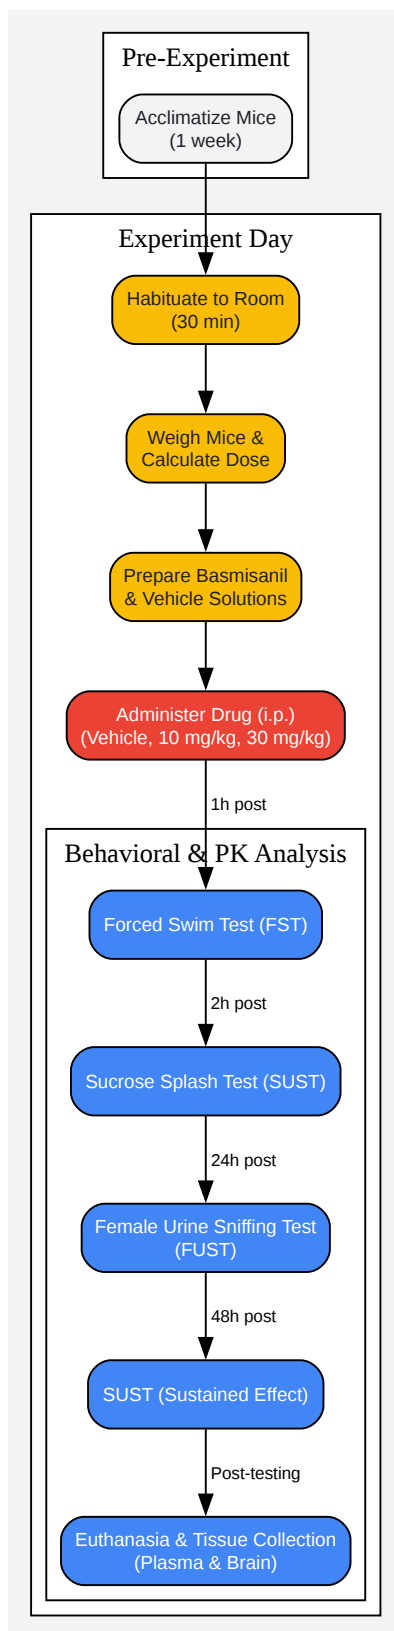 Pre-Experiment
Acclimatize Mice
(1 week)
Experiment Day
Habituate to Room
(30 min)
Weigh Mice &
Calculate Dose
Prepare Basmisanil
& Vehicle Solutions
Administer Drug (i.p.)
(Vehicle, 10 mg/kg, 30 mg/kg)
1h post
Behavioral & PK Analysis
Forced Swim Test (FST)
2h post
Sucrose Splash Test (SUST)
24h post
Female Urine Sniffing Test
(FUST)
48h post
SUST (Sustained Effect)
Post-testing
Euthanasia & Tissue Collection
(Plasma & Brain)